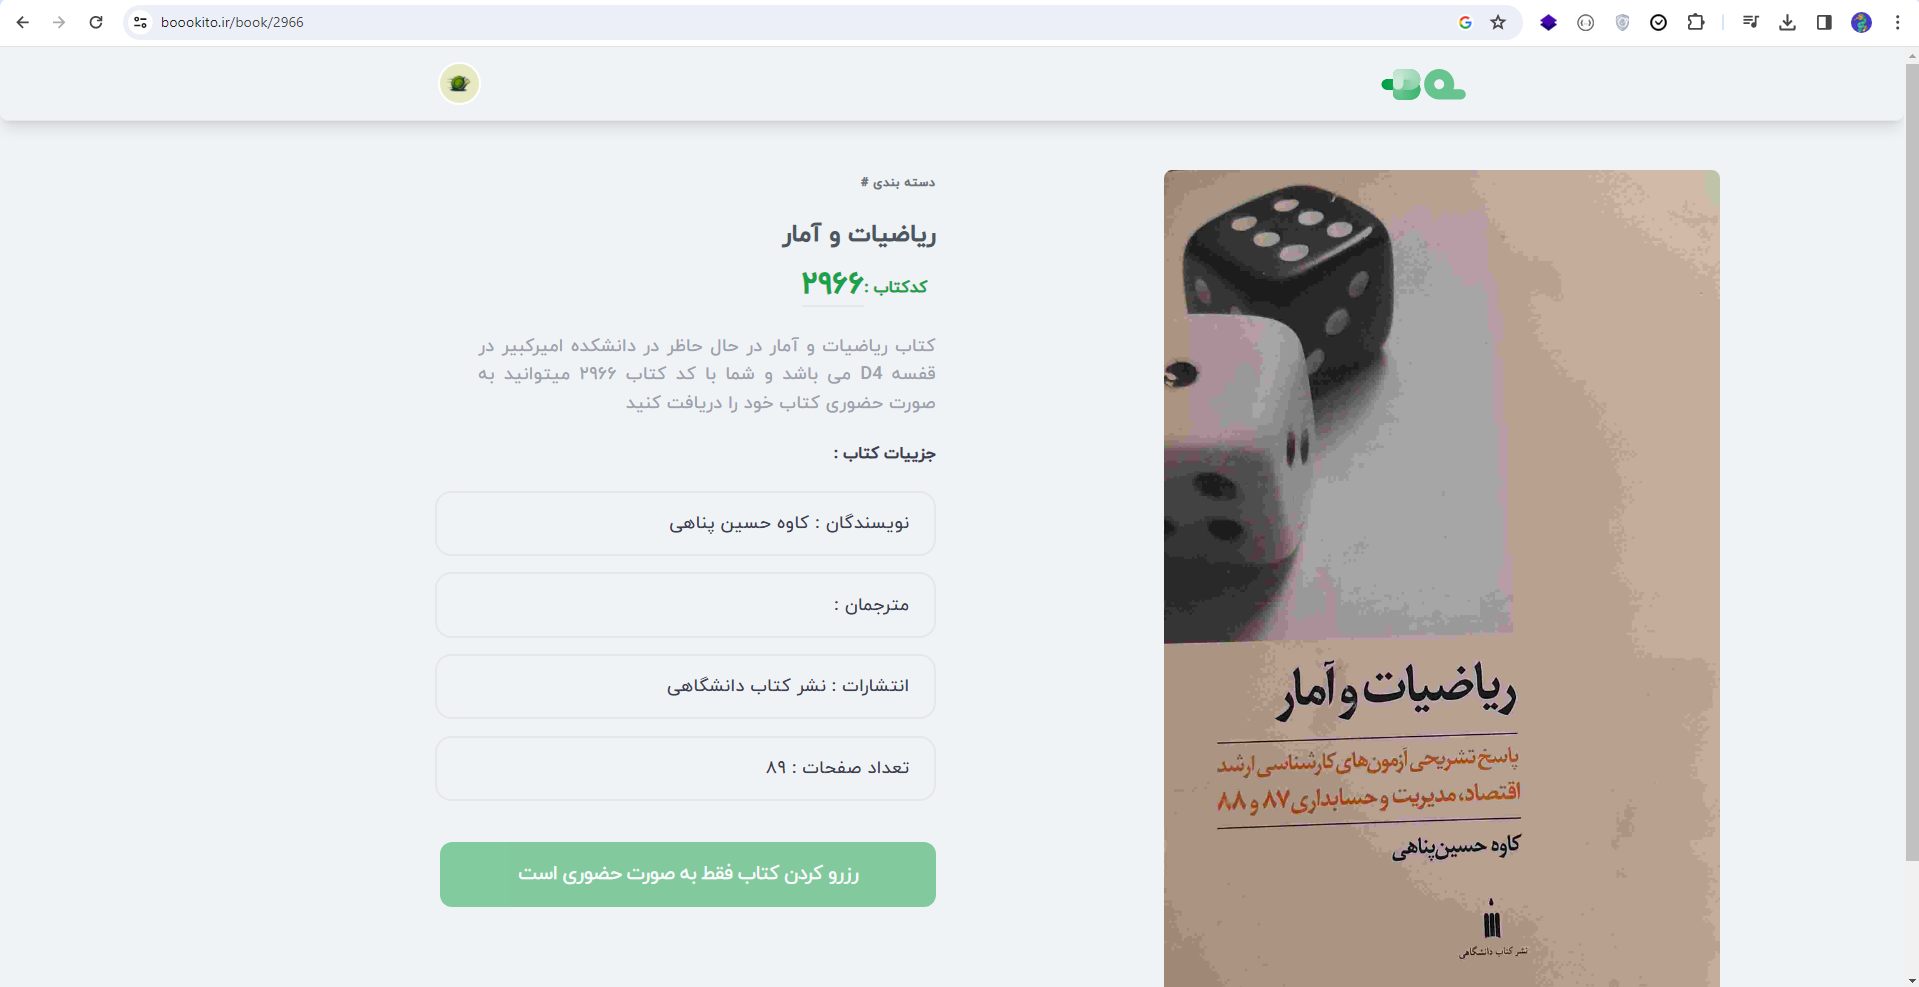 boookito.ir/book/2966
دسته بندی #
ریاضیات و آمار
کدکتاب :۲۹۶۶
کتاب ریاضیات و آمار در حال حاظر در دانشکده امیرکبیر در
قفسه D4 می باشد و شما با کد کتاب ۲۹۶۶ میتوانید به
صورت حضوری کتاب خود را دریافت کنید
جزییات کتاب :
نویسندگان : کاوه حسین پناهی
مترجمان :
انتشارات : نشر کتاب دانشگاهی
تعداد صفحات : ۸۹
رزرو کردن کتاب فقط به صورت حضوری است
ریاضیات و آمار
پاسخ تشریحی آزمون‌های کارشناسی ارشد
اقتصاد، مدیریت و حسابداری ۸۷ و ۸۸
کاوه حسین‌پناهی
نشر کتاب دانشگاهی